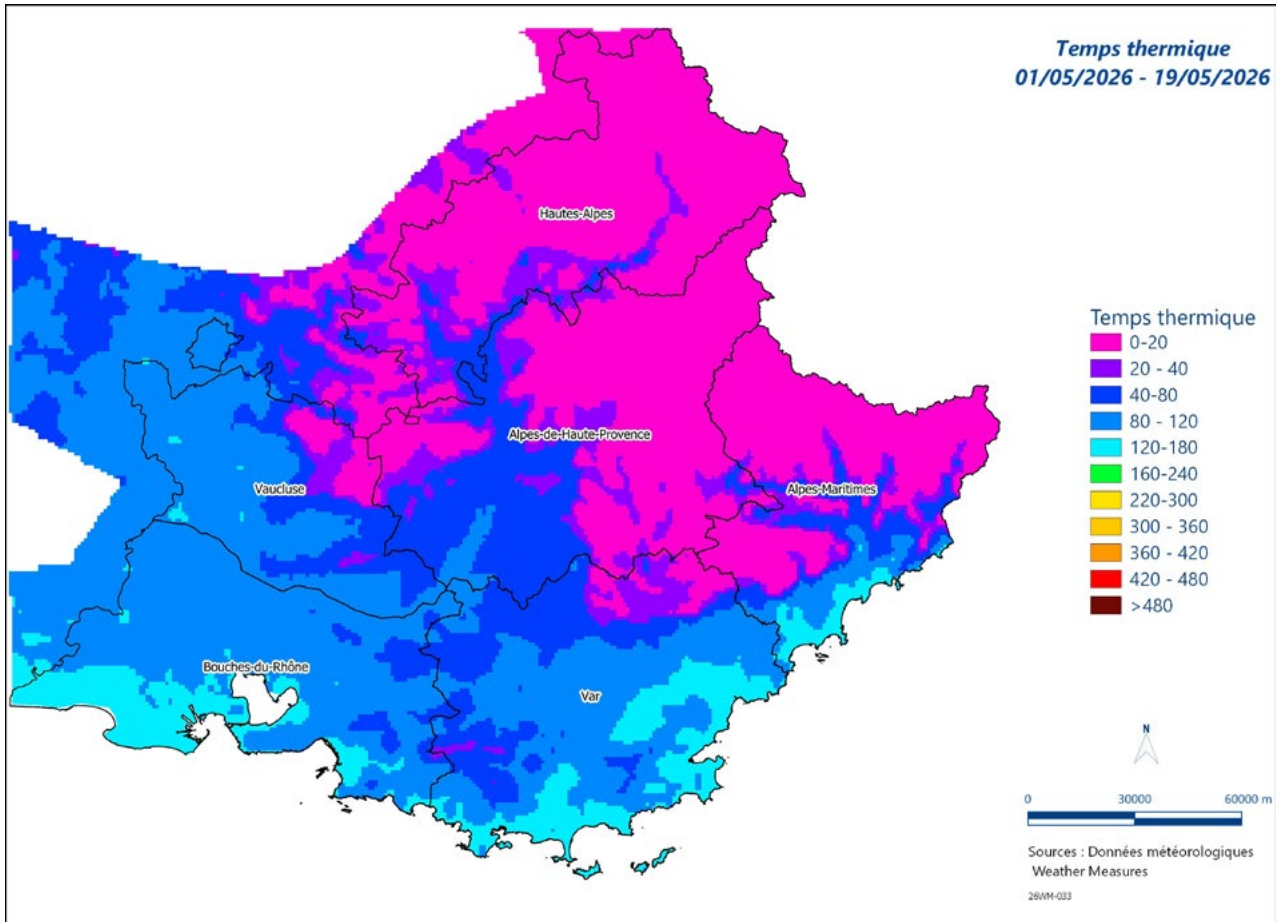 Temps thermique
01/05/2026 - 19/05/2026
Hautes-Alpes
Alpes-de-Haute-Provence
Vaucluse
Alpes-Maritimes
Bouches-du-Rhône
Var
Temps thermique
0-20
20 - 40
40-80
80 - 120
120-180
160-240
220-300
300 - 360
360 - 420
420 - 480
>480
N
0 30000 60000 m
Sources : Données météorologiques
Weather Measures
26WM-033